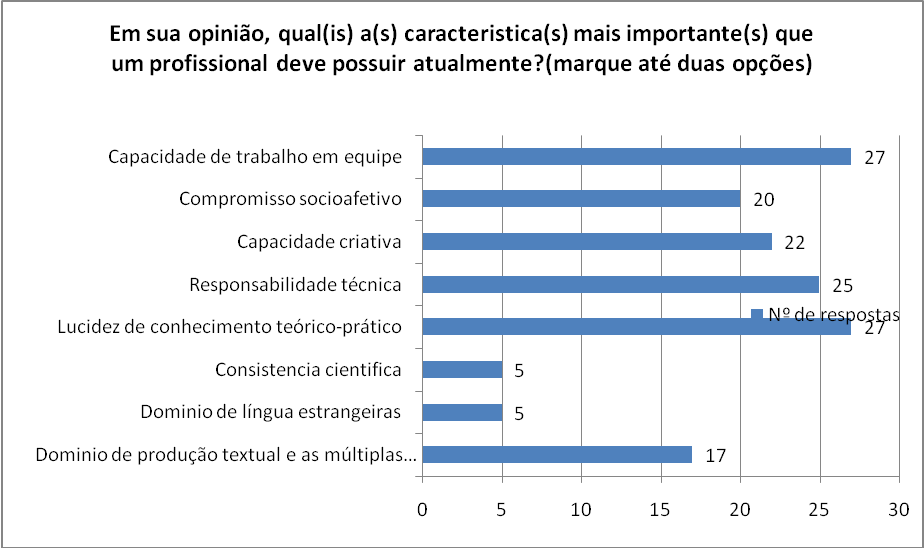 Em sua opinião, qual(is) a(s) caracteristica(s) mais importante(s) que
um profissional deve possuir atualmente?(marque até duas opções)
Capacidade de trabalho em equipe 27
Compromisso socioafetivo 20
Capacidade criativa 22
Responsabilidade técnica 25
Nº de respostas
Lucidez de conhecimento teórico-prático 27
Consistencia cientifica 5
Dominio de língua estrangeiras 5
Dominio de produção textual e as múltiplas... 17
0 5 10 15 20 25 30